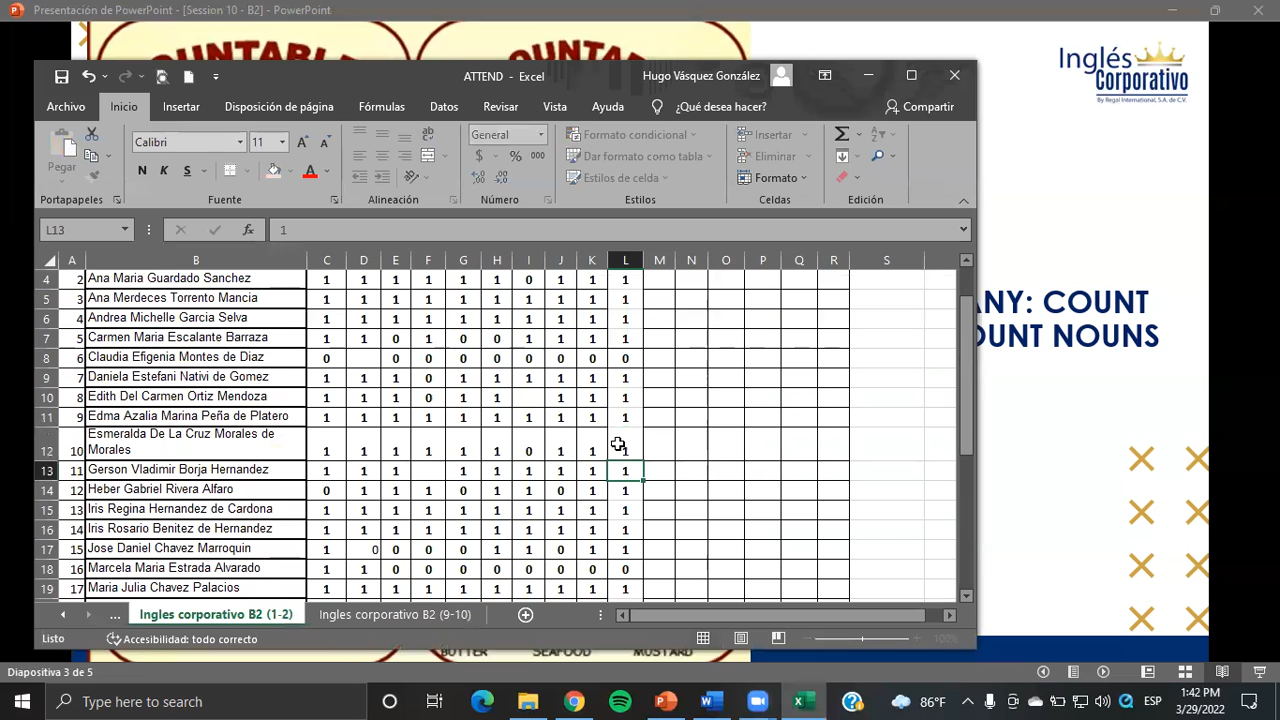 Presentación de PowerPoint - [Session 10 - B2] - PowerPoint
COUNTABLE
Inglés
Corporativo
By Regal International, S.A. de C.V.
ATTEND - Excel
Hugo Vásquez González
Archivo Inicio Insertar Disposición de página Fórmulas Datos Revisar Vista Ayuda ¿Qué desea hacer? Compartir
Pegar
Calibri 11
N K S
General
$ % 000
Formato condicional
Dar formato como tabla
Estilos de celda
Insertar
Eliminar
Formato
Portapapeles Fuente Alineación Número Estilos Celdas Edición
L13 fx 1
A B C D E F G H I J K L M N O P Q R S
4 2 Ana Maria Guardado Sanchez 1 1 1 1 1 1 0 1 1 1
5 3 Ana Merdeces Torrento Mancia 1 1 1 1 1 1 1 1 1 1
6 4 Andrea Michelle Garcia Selva 1 1 1 1 1 1 1 1 1 1
7 5 Carmen Maria Escalante Barraza 1 1 0 1 0 0 1 1 1 1
8 6 Claudia Efigenia Montes de Diaz 0 0 0 0 0 0 0 0 0
9 7 Daniela Estefani Nativi de Gomez 1 1 1 0 1 1 1 1 1 1
10 8 Edith Del Carmen Ortiz Mendoza 1 1 1 0 1 1 1 1 1
11 9 Edma Azalia Marina Peña de Platero 1 1 1 1 1 1 1 1 1 1
Esmeralda De La Cruz Morales de
12 10 Morales 1 1 1 1 1 1 0 1 1 1
13 11 Gerson Vladimir Borja Hernandez 1 1 1 1 1 1 1 1 1
14 12 Heber Gabriel Rivera Alfaro 0 1 1 1 0 1 1 0 1 1
15 13 Iris Regina Hernandez de Cardona 1 1 1 1 1 1 1 1 1 1
16 14 Iris Rosario Benitez de Hernandez 1 1 1 1 1 1 1 1 1 1
17 15 Jose Daniel Chavez Marroquin 1 0 0 0 0 1 1 0 1 1
18 16 Marcela Maria Estrada Alvarado 1 1 0 0 0 0 0 0 0 0
19 17 Maria Julia Chavez Palacios 1 1 1 1 1 1 1 1 1 1
ANY: COUNT
OUNT NOUNS
... Ingles corporativo B2 (1-2) Ingles corporativo B2 (9-10)
Listo Accesibilidad: todo correcto 100%
BUTTER SEAFOOD MUSTARD
Diapositiva 3 de 5
Type here to search
86°F ESP
1:42 PM
3/29/2022